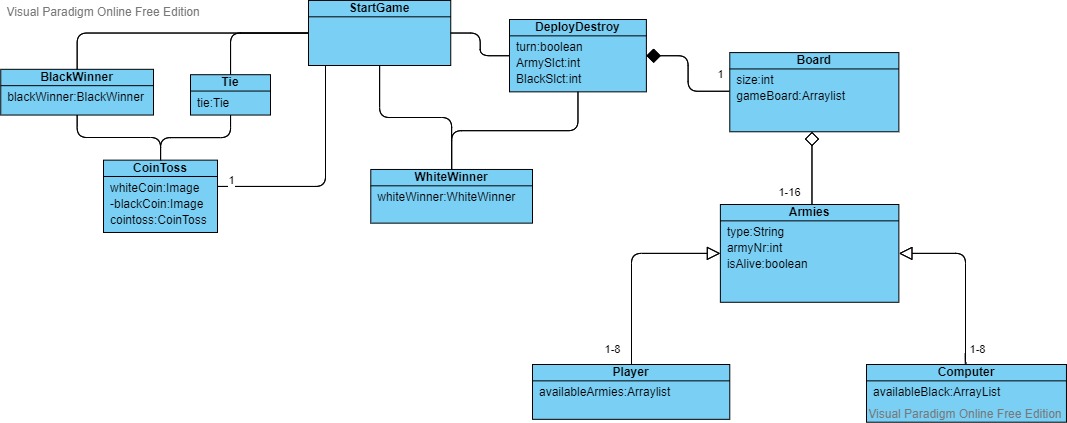 Visual Paradigm Online Free Edition
StartGame
DeployDestroy
turn:boolean
ArmySlct:int
BlackSlct:int
1
Board
size:int
gameBoard:Arraylist
BlackWinner
blackWinner:BlackWinner
Tie
tie:Tie
CoinToss
whiteCoin:Image
-blackCoin:Image
cointoss:CoinToss
1
WhiteWinner
whiteWinner:WhiteWinner
1-16
Armies
type:String
armyNr:int
isAlive:boolean
1-8
Player
availableArmies:Arraylist
1-8
Computer
availableBlack:ArrayList
Visual Paradigm Online Free Edition